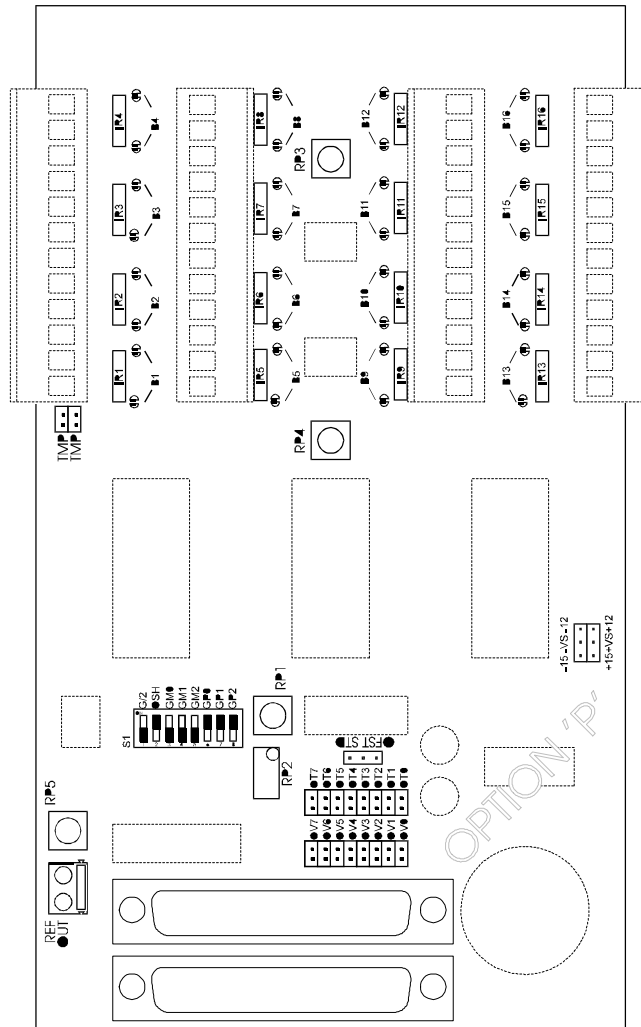 IR4 B4 IR8 B8 B12 IR12 B16 IR16
RP3
IR3 B3 IR7 B7 B11 IR11 B15 IR15
IR2 B2 IR6 B6 B10 IR10 B14 IR14
IR1 B1 IR5 B5 B9 IR9 B13 IR13
TMP
TMP
RP4
-15 -VS -12
+15 +VS +12
S1
G/2
OSH
GM0
GM1
GM2
GP0
GP1
GP2
RP1
RP2
FST STD
T7
T6
T5
T4
T3
T2
T1
T0
V7
V6
V5
V4
V3
V2
V1
V0
RP5
REF
OUT
OPTION 'P'